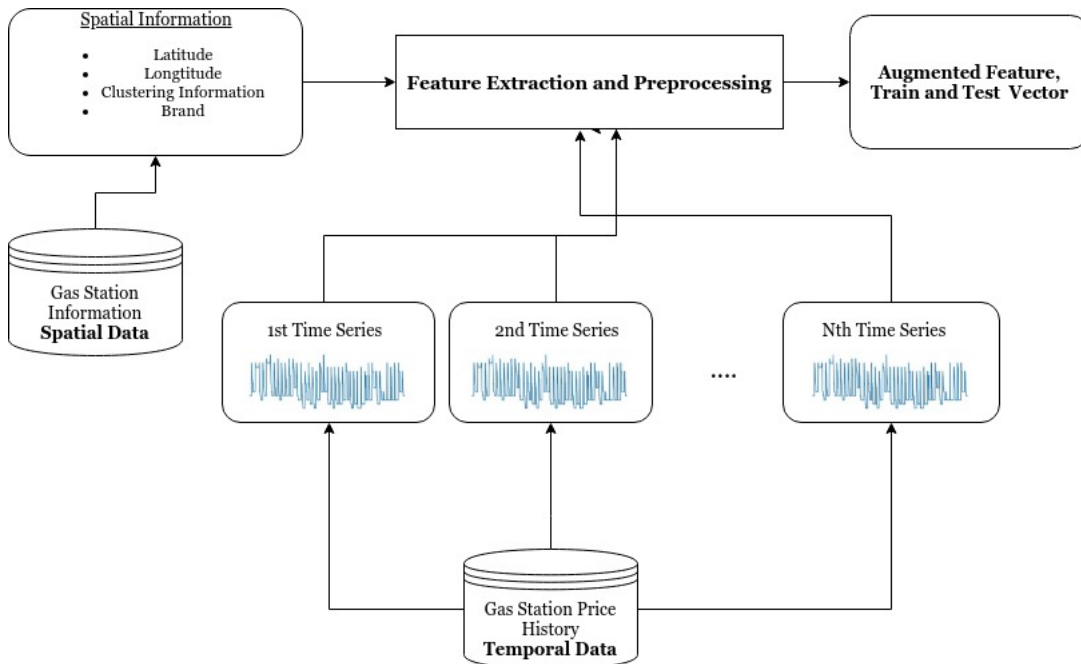 Spatial Information
Latitude
Longtitude
Clustering Information
Brand
Feature Extraction and Preprocessing
Augmented Feature,
Train and Test Vector
Gas Station
Information
Spatial Data
1st Time Series
2nd Time Series
....
Nth Time Series
Gas Station Price
History
Temporal Data